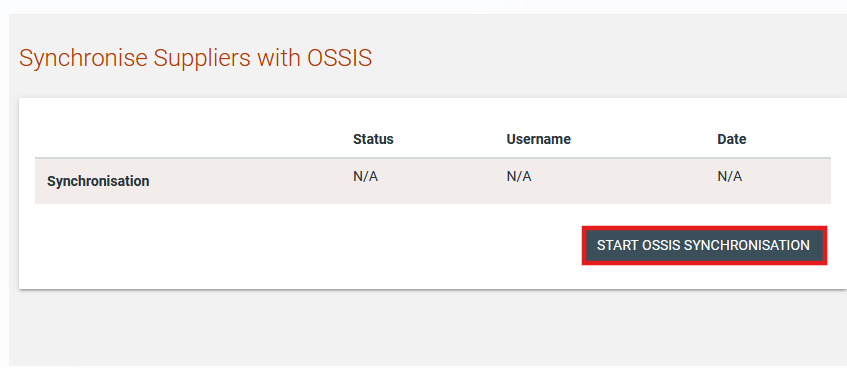 Synchronise Suppliers with OSSIS
Status Username Date
Synchronisation N/A N/A N/A
START OSSIS SYNCHRONISATION